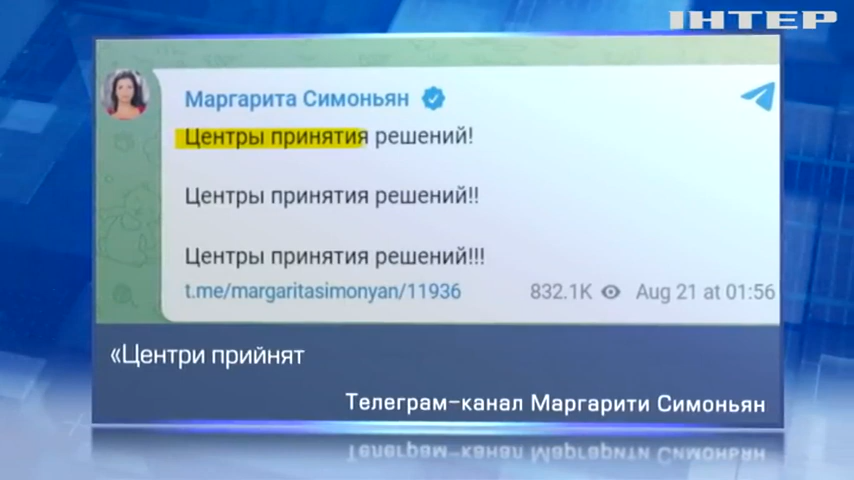 ІНТЕР
Маргарита Симоньян
Центры принятия решений!
Центры принятия решений!!
Центры принятия решений!!!
t.me/margaritasimonyan/11936 832.1K Aug 21 at 01:56
«Центри прийнят
Телеграм-канал Маргарити Симоньян